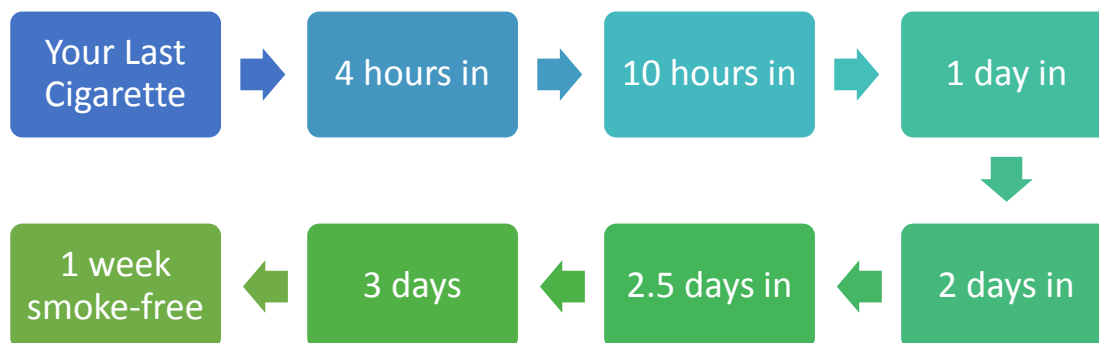 Your Last
Cigarette
4 hours in
10 hours in
1 day in
2 days in
2.5 days in
3 days
1 week
smoke-free